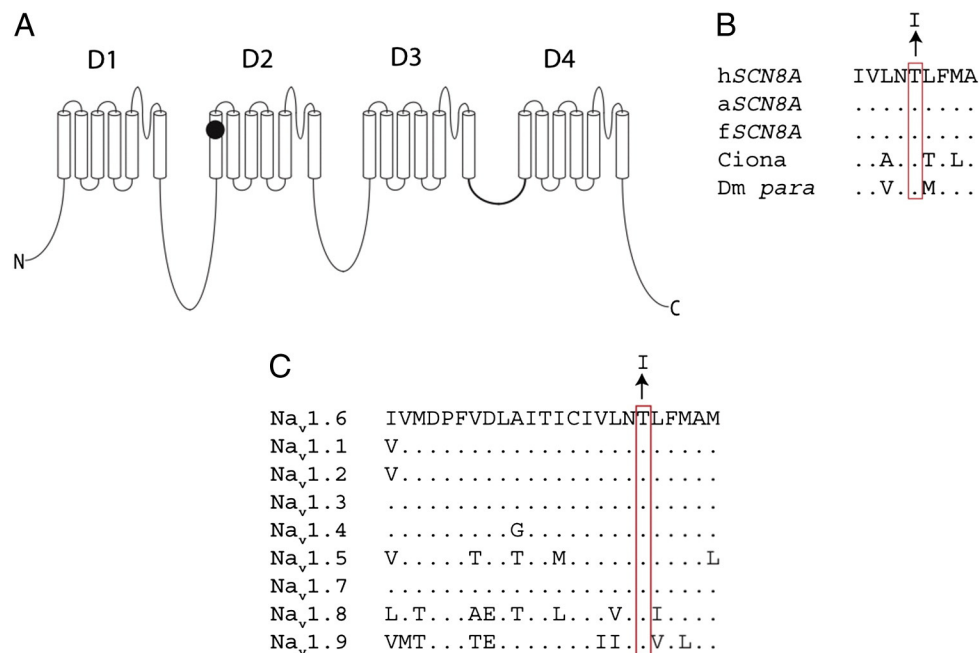 A
D1 D2 D3 D4
N
C
B
I
hSCN8A IVLNTLFMA
aSCN8A .........
fSCN8A .........
Ciona ..A..T.L.
Dm para ..V..M...
C
I
Nav1.6 IVMDPFVDLAITICIVLNTLFMAM
Nav1.1 V.......................
Nav1.2 V.......................
Nav1.3 ........................
Nav1.4 .........G..............
Nav1.5 V.....T..T..M..........L
Nav1.7 ........................
Nav1.8 L.T...AE.T..L...V..I....
Nav1.9 VMT...TE.......II..V.L..